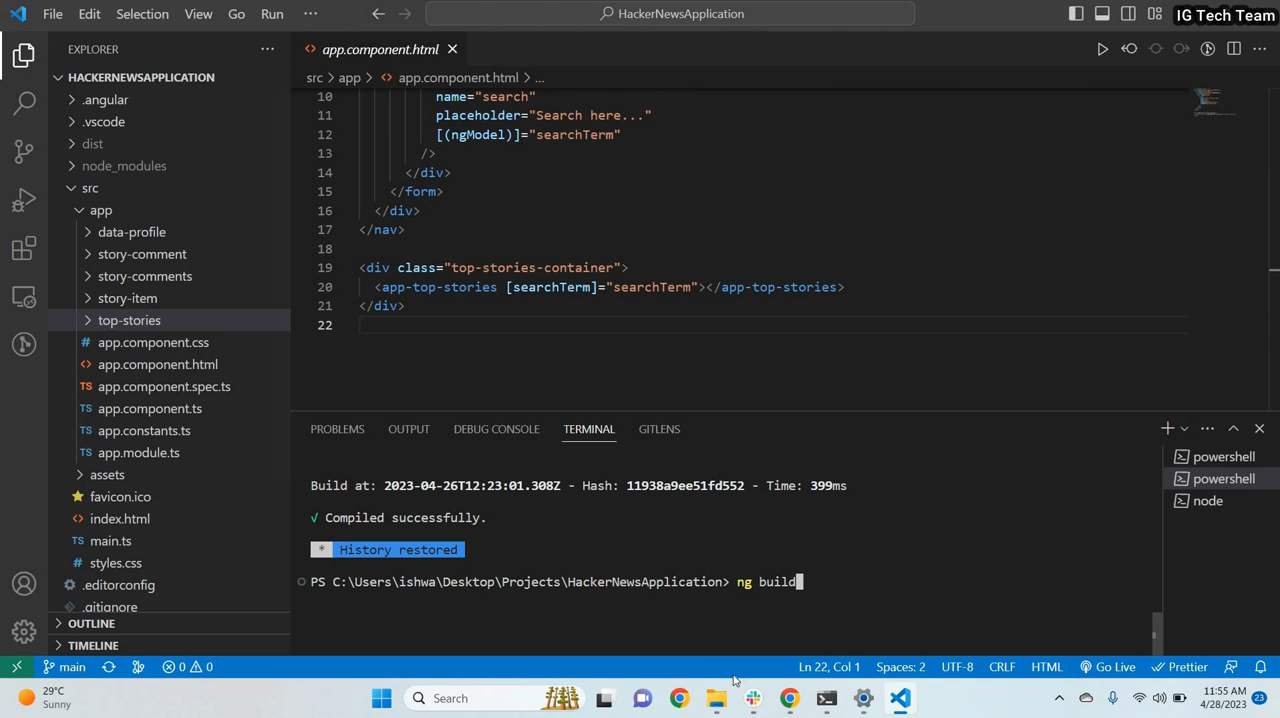 File Edit Selection View Go Run ··· HackerNewsApplication IG Tech Team
EXPLORER ···
HACKERNEWSAPPLICATION
.angular
.vscode
dist
node_modules
src
app
data-profile
story-comment
story-comments
story-item
top-stories
# app.component.css
<> app.component.html
TS app.component.spec.ts
TS app.component.ts
TS app.constants.ts
TS app.module.ts
assets
favicon.ico
<> index.html
TS main.ts
# styles.css
.editorconfig
.gitignore
OUTLINE
TIMELINE
<> app.component.html
src > app > <> app.component.html > ...
10 name="search"
11 placeholder="Search here..."
12 [(ngModel)]="searchTerm"
13 />
14 </div>
15 </form>
16 </div>
17 </nav>
18
19 <div class="top-stories-container">
20 <app-top-stories [searchTerm]="searchTerm"></app-top-stories>
21 </div>
22
PROBLEMS OUTPUT DEBUG CONSOLE TERMINAL GITLENS
Build at: 2023-04-26T12:23:01.308Z - Hash: 11938a9ee51fd552 - Time: 399ms
√ Compiled successfully.
* History restored
PS C:\Users\ishwa\Desktop\Projects\HackerNewsApplication> ng build
powershell
powershell
node
main 0 0 Ln 22, Col 1 Spaces: 2 UTF-8 CRLF HTML Go Live Prettier
29°C
Sunny
Search
11:55 AM
4/28/2023
23